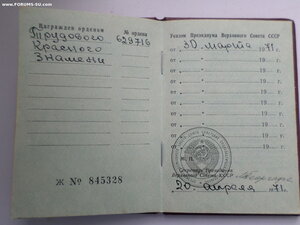 www.FORUMS-SU.com
Награжден орденом
№ ордена
Трудового
629716
Красного
Знамени
Ж № 845328
Указом Президиума Верховного Совета СССР
от „ 30 „ марта 1971.
от „ „ 19
от „ „ 19
от „ „ 19
от „ „ 19
от „ „ 19
от „ „ 19
М. П.
Секретарь Президиума
Верховного Совета СССР
20 апреля 1971.